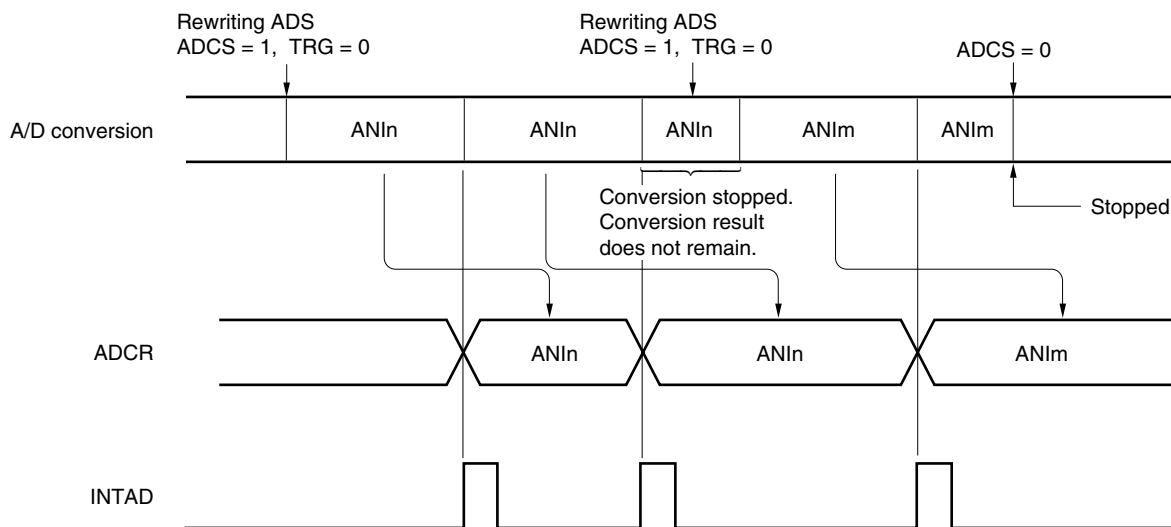 Rewriting ADS
ADCS = 1, TRG = 0
Rewriting ADS
ADCS = 1, TRG = 0
ADCS = 0
A/D conversion
ANIn
ANIn
ANIn
ANIm
ANIm
Conversion stopped.
Conversion result
does not remain.
Stopped
ADCR
ANIn
ANIn
ANIm
INTAD